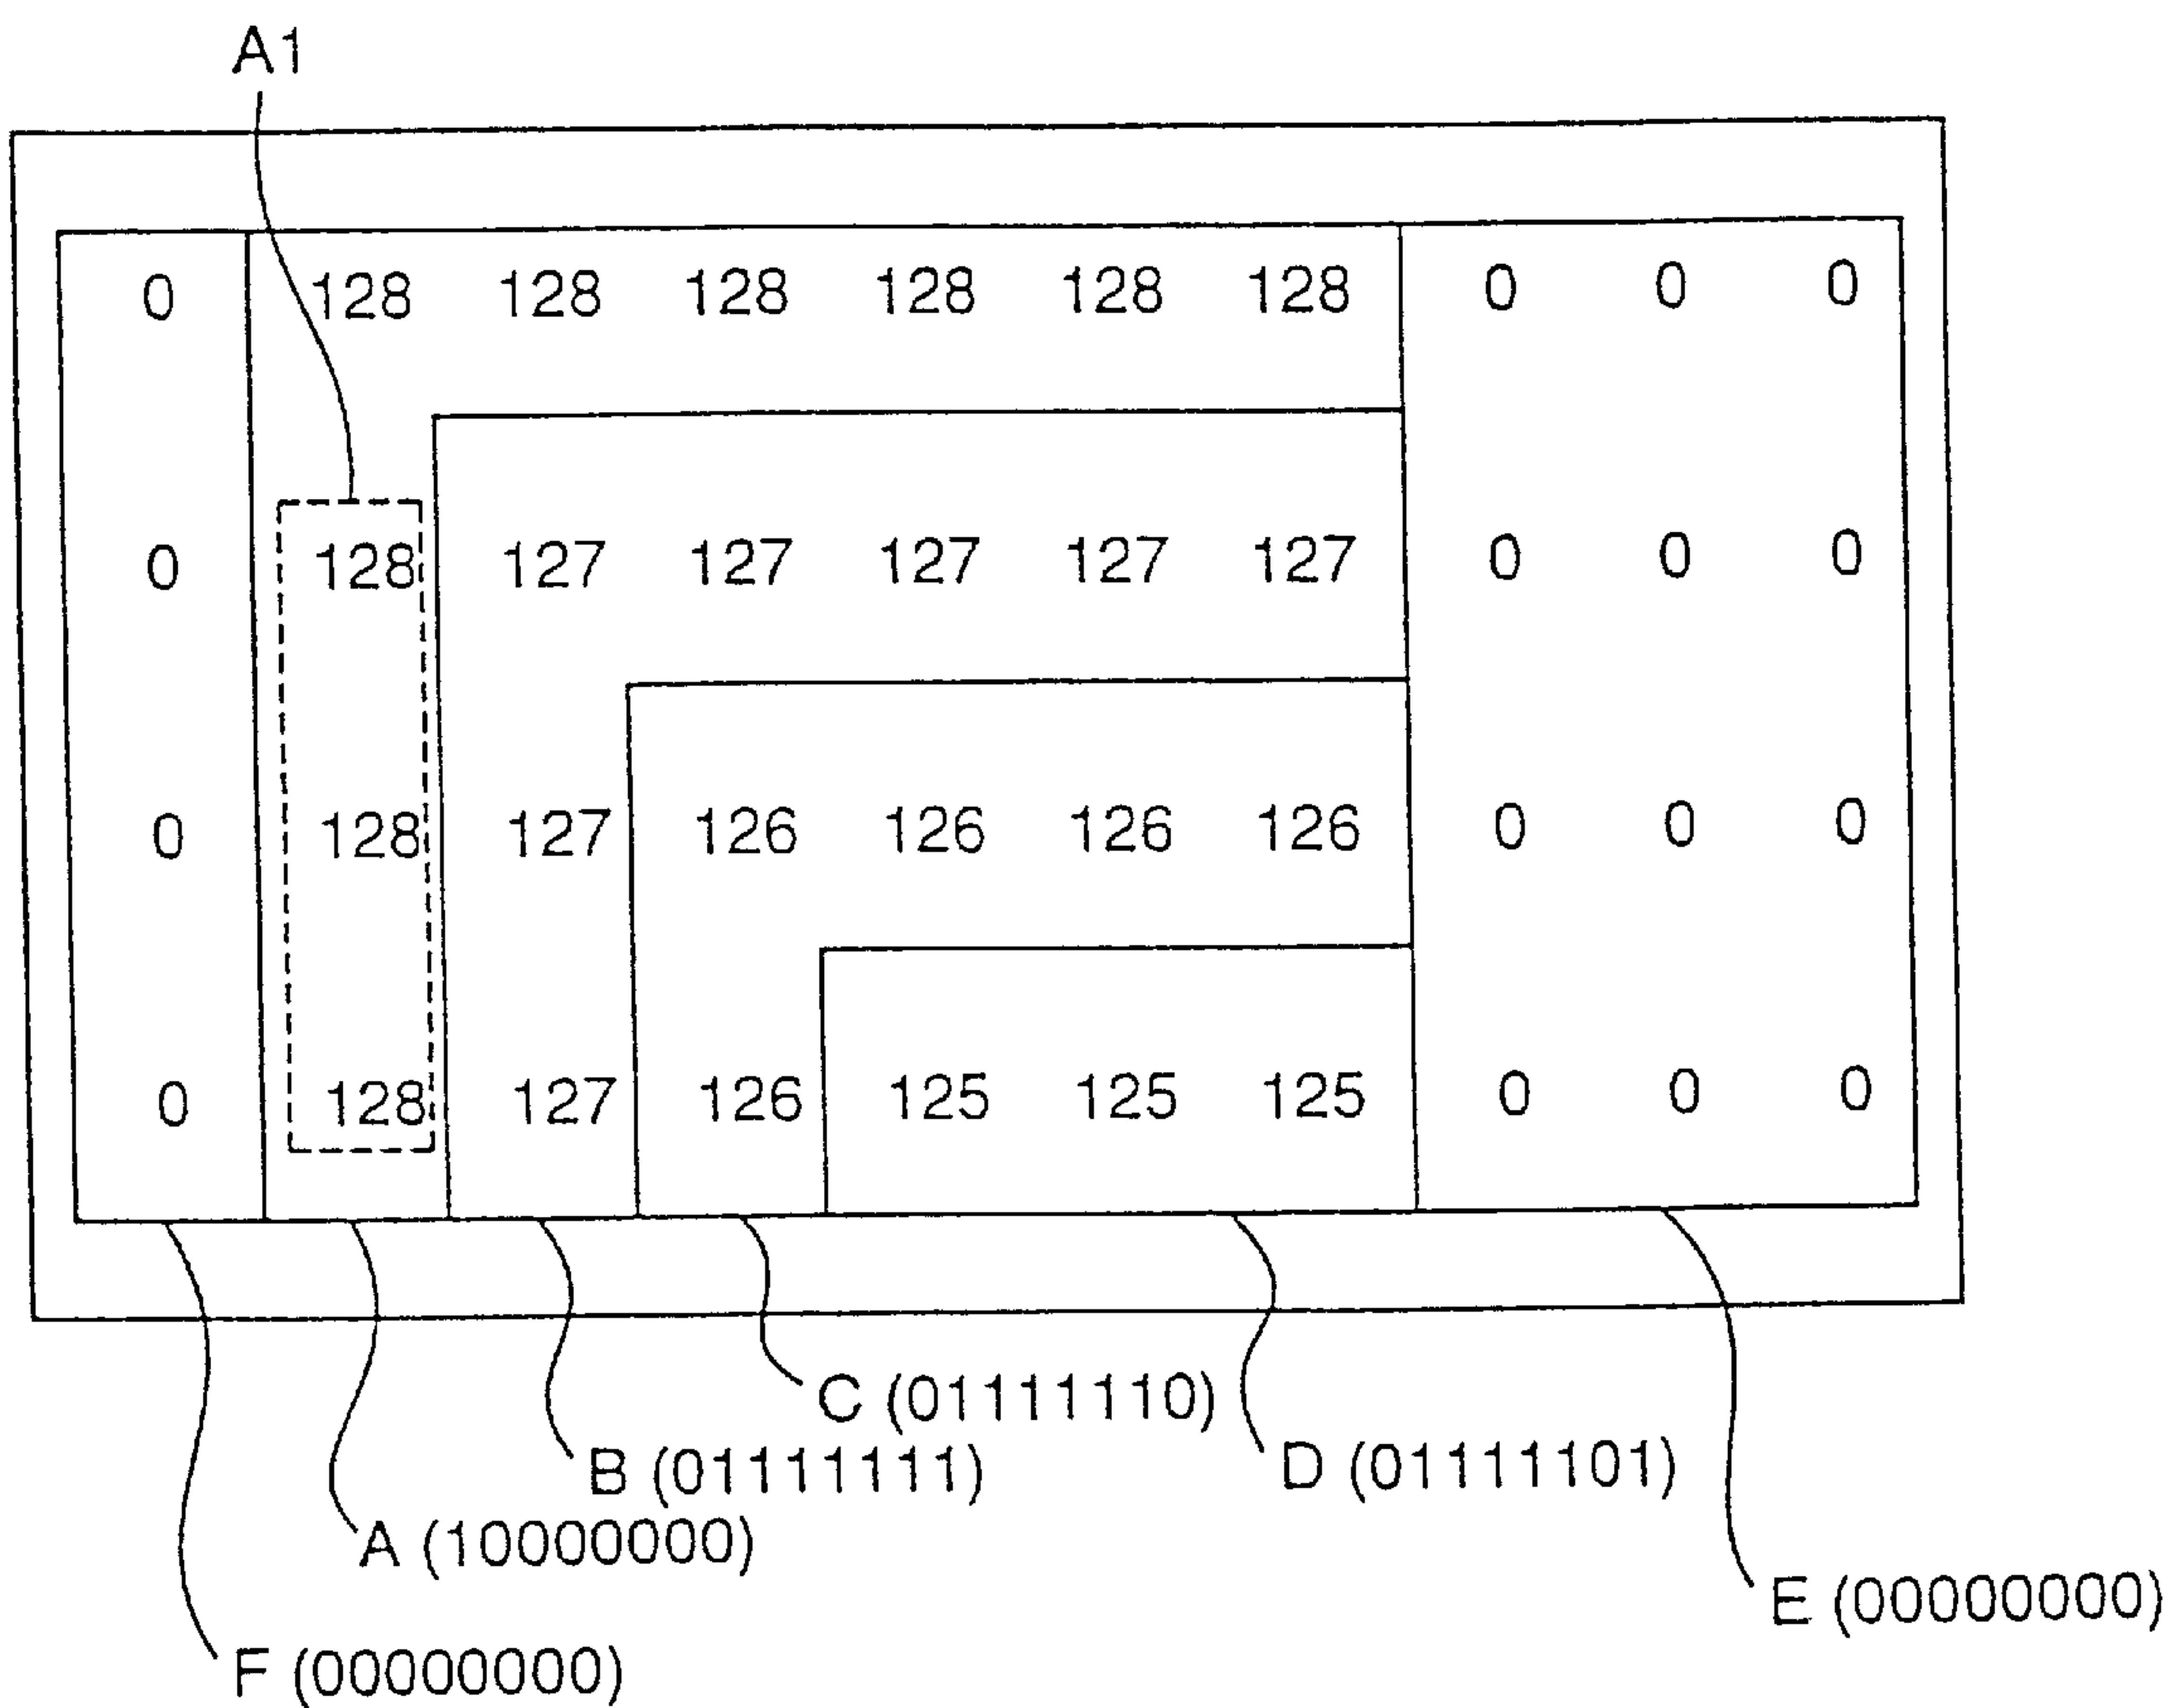 A1
0 128 128 128 128 128 128 0 0 0
0 128 127 127 127 127 127 0 0 0
0 128 127 126 126 126 126 0 0 0
0 128 127 126 125 125 125 0 0 0
C (01111110)
B (01111111)
D (01111101)
A (10000000)
E (00000000)
F (00000000)